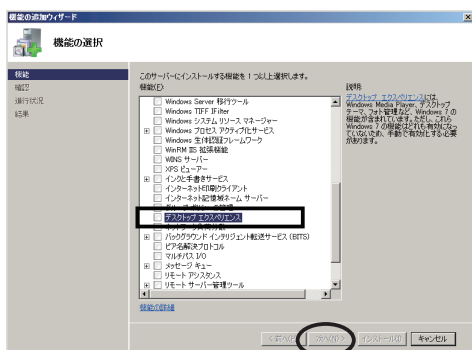 機能の追加ウィザード
機能の選択
機能
確認
進行状況
結果
このサーバーにインストールする機能を 1 つ以上選択します。
機能(F):
Windows Server 移行ツール
Windows TIFF IFilter
Windows システム リソース マネージャー
Windows プロセス アクティブ化サービス
Windows 生体認証フレームワーク
WinRM IIS 拡張機能
WINS サーバー
XPS ビューアー
インクと手書きサービス
インターネット印刷クライアント
インターネット記憶域ネーム サーバー
デスクトップ エクスペリエンス
バックグラウンド インテリジェント転送サービス (BITS)
ピア名解決プロトコル
マルチパス I/O
メッセージ キュー
リモート アシスタンス
リモート サーバー管理ツール
機能の詳細
説明
デスクトップ エクスペリエンスには、
Windows Media Player、デスクトップ
テーマ、フォト管理など、Windows 7 の
機能が含まれています。ただし、これら
Windows 7 の機能はどれも有効になっ
ていないため、手動で有効化する必要
があります。
< 前へ(P)
次へ(N) >
インストール(I)
キャンセル